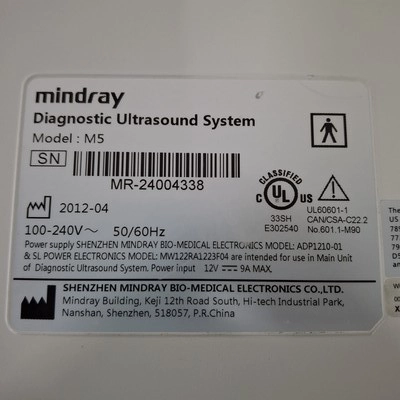 mindray
Diagnostic Ultrasound System
Model : M5
SN
MR-24004338
2012-04
CLASSIFIED
C UL US
33SH
E302540
UL60601-1
CAN/CSA-C22.2
No.601.1-M90
100-240V～ 50/60Hz
Power supply SHENZHEN MINDRAY BIO-MEDICAL ELECTRONICS MODEL: ADP1210-01
& SL POWER ELECTRONICS MODEL: MW122RA1223F04 are intended for use in Main Unit
of Diagnostic Ultrasound System. Power input 12V⎓ 9A MAX.
SHENZHEN MINDRAY BIO-MEDICAL ELECTRONICS CO.,LTD.
Mindray Building, Keji 12th Road South, Hi-tech Industrial Park,
Nanshan, Shenzhen, 518057, P.R.China
The
US